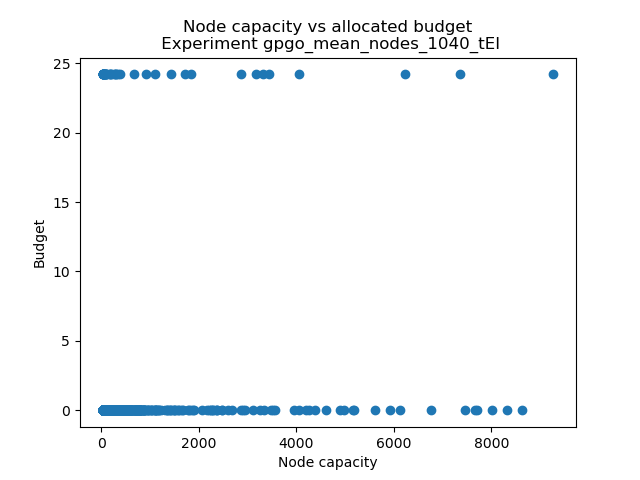 Node capacity vs allocated budget
Experiment gpgo_mean_nodes_1040_tEI
25
20
15
10
5
0
Budget
0 2000 4000 6000 8000
Node capacity